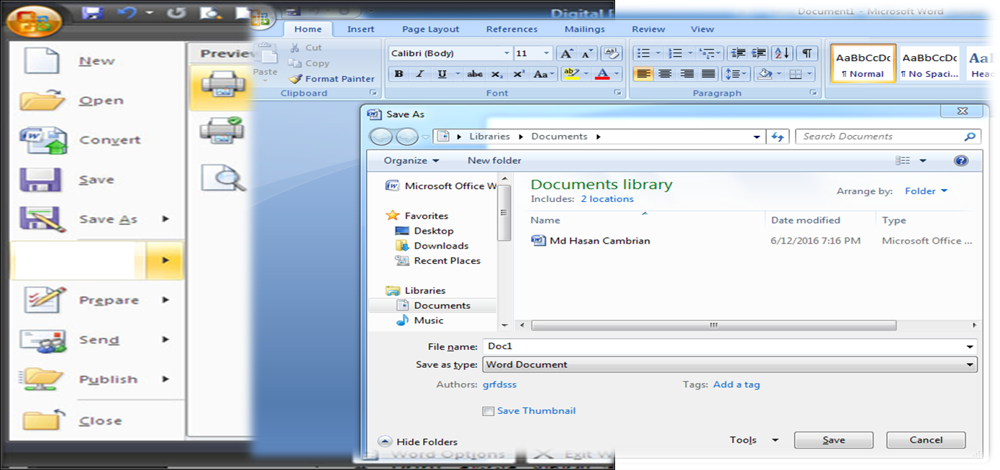 Digital
Document1 - Microsoft Word
New
Open
Convert
Save
Save As
Prepare
Send
Publish
Close
Preview
Home Insert Page Layout References Mailings Review View
Paste
Cut
Copy
Format Painter
Clipboard
Calibri (Body) 11
B I U abc X₂ X² Aa ab A
Font
Paragraph
AaBbCcDc AaBbCcDc AaB
¶ Normal ¶ No Spaci... Head
Save As
Libraries Documents
Search Documents
Organize New folder
Microsoft Office W
Favorites
Desktop
Downloads
Recent Places
Libraries
Documents
Music
Documents library
Includes: 2 locations
Arrange by: Folder
Name Date modified Type
Md Hasan Cambrian 6/12/2016 7:16 PM Microsoft Office ...
File name: Doc1
Save as type: Word Document
Authors: grfdsss Tags: Add a tag
Save Thumbnail
Hide Folders Tools Save Cancel
Word Options Exit W